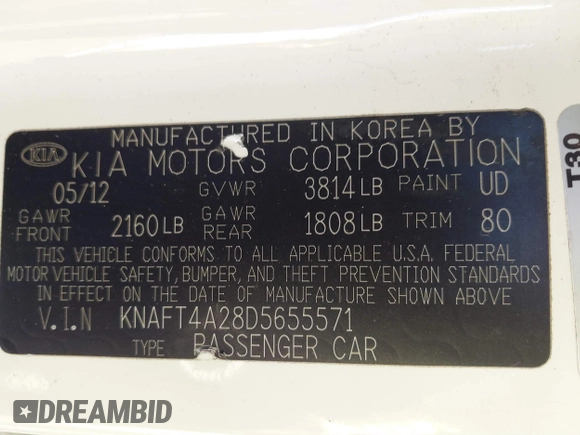 MANUFACTURED IN KOREA BY
KIA KIA MOTORS CORPORATION
05/12 GVWR 3814 LB PAINT UD
GAWR FRONT 2160 LB GAWR REAR 1808 LB TRIM 80
THIS VEHICLE CONFORMS TO ALL APPLICABLE U.S.A. FEDERAL
MOTOR VEHICLE SAFETY, BUMPER, AND THEFT PREVENTION STANDARDS
IN EFFECT ON THE DATE OF MANUFACTURE SHOWN ABOVE
V.I.N KNAFT4A28D5655571
TYPE PASSENGER CAR
T30
DREAMBID